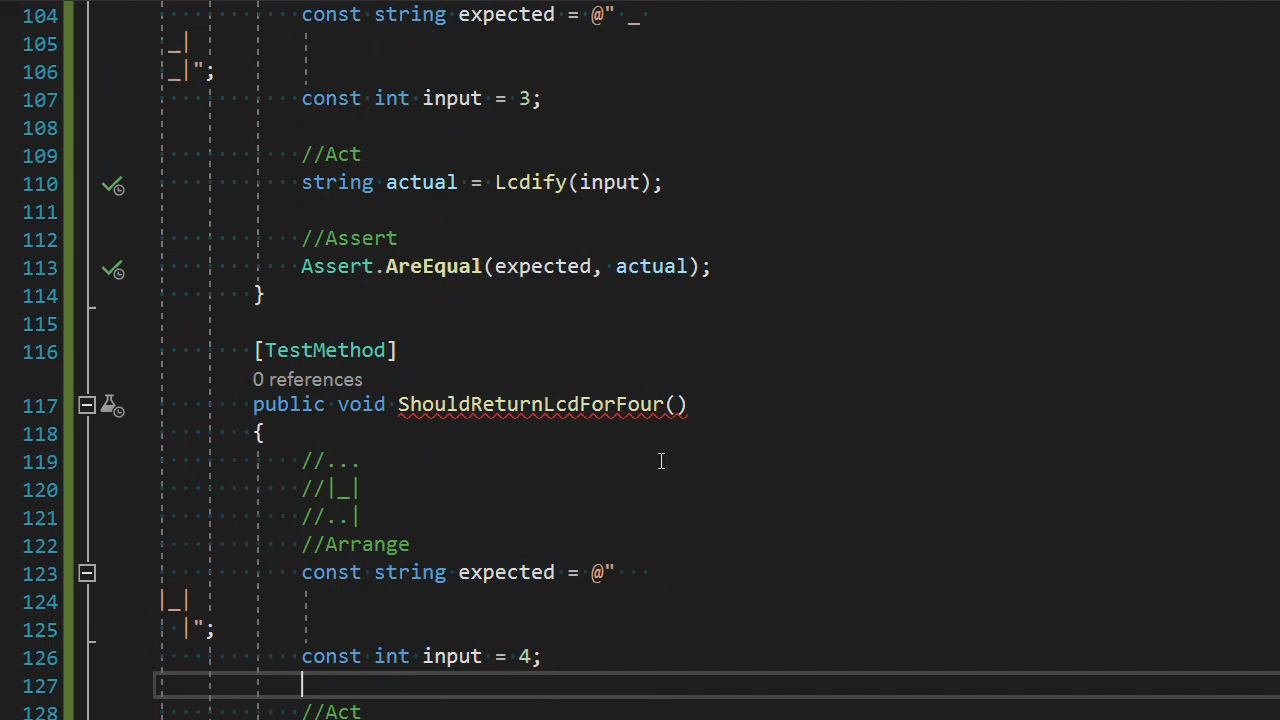 104 const string expected = @" _
105 _|
106 _|";
107 const int input = 3;
108
109 //Act
110 string actual = Lcdify(input);
111
112 //Assert
113 Assert.AreEqual(expected, actual);
114 }
115
116 [TestMethod]
0 references
117 public void ShouldReturnLcdForFour()
118 {
119 //...
120 //|_|
121 //..|
122 //Arrange
123 const string expected = @"
124 |_|
125   |";
126 const int input = 4;
127
128 //Act